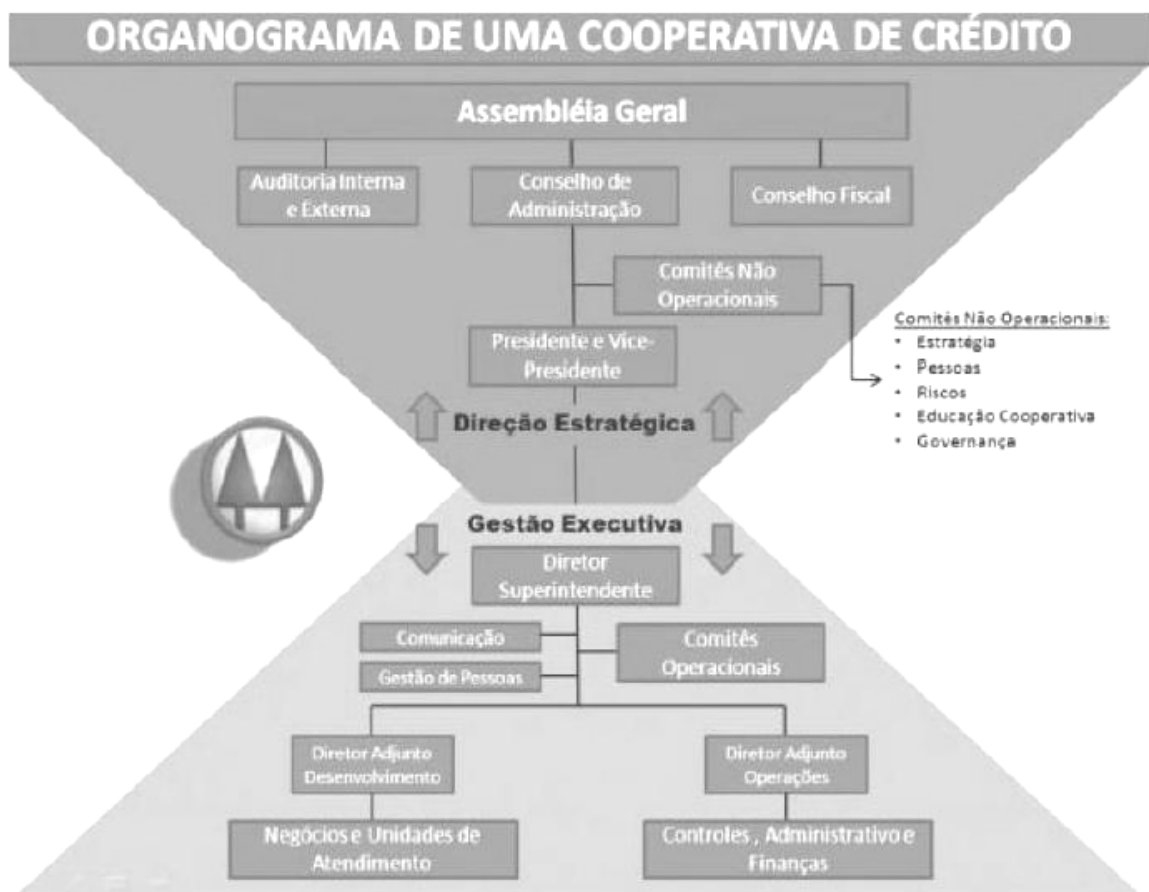 ORGANOGRAMA DE UMA COOPERATIVA DE CRÉDITO
Assembléia Geral
Auditoria Interna
e Externa
Conselho de
Administração
Conselho Fiscal
Comitês Não
Operacionais
Presidente e Vice-
Presidente
Comitês Não Operacionais:
• Estratégia
• Pessoas
• Riscos
• Educação Cooperativa
• Governança
Direção Estratégica
Gestão Executiva
Diretor
Superintendente
Comunicação
Gestão de Pessoas
Comitês
Operacionais
Diretor Adjunto
Desenvolvimento
Diretor Adjunto
Operações
Negócios e Unidades de
Atendimento
Controles , Administrativo e
Finanças